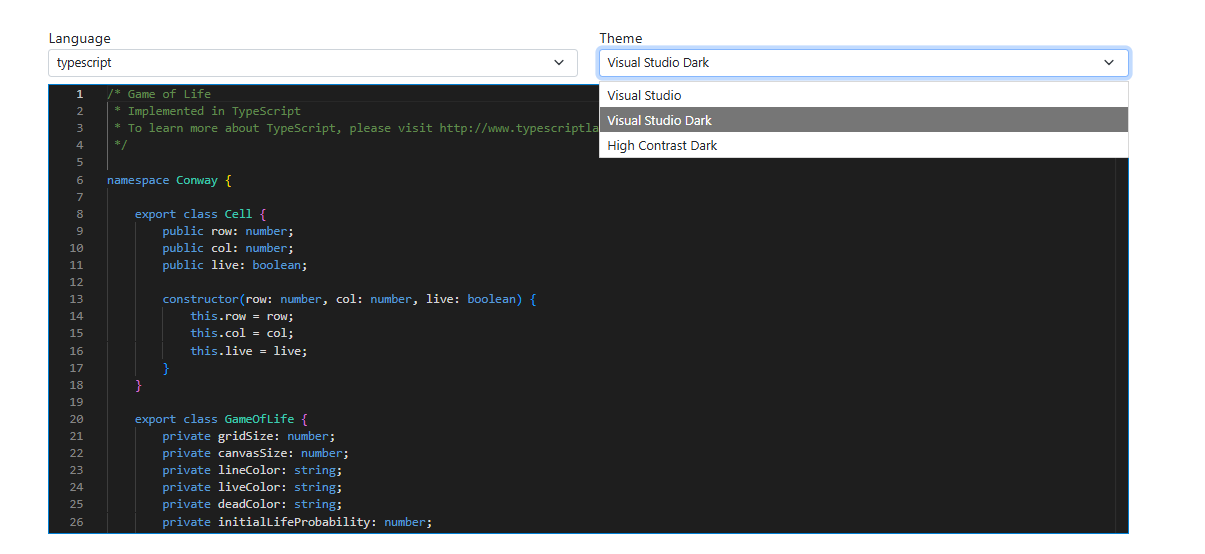 Language
Theme
typescript
Visual Studio Dark
Visual Studio
Visual Studio Dark
High Contrast Dark
1 /* Game of Life
2  * Implemented in TypeScript
3  * To learn more about TypeScript, please visit http://www.typescriptla
4  */
5
6 namespace Conway {
7
8     export class Cell {
9         public row: number;
10         public col: number;
11         public live: boolean;
12
13         constructor(row: number, col: number, live: boolean) {
14             this.row = row;
15             this.col = col;
16             this.live = live;
17         }
18     }
19
20     export class GameOfLife {
21         private gridSize: number;
22         private canvasSize: number;
23         private lineColor: string;
24         private liveColor: string;
25         private deadColor: string;
26         private initialLifeProbability: number;